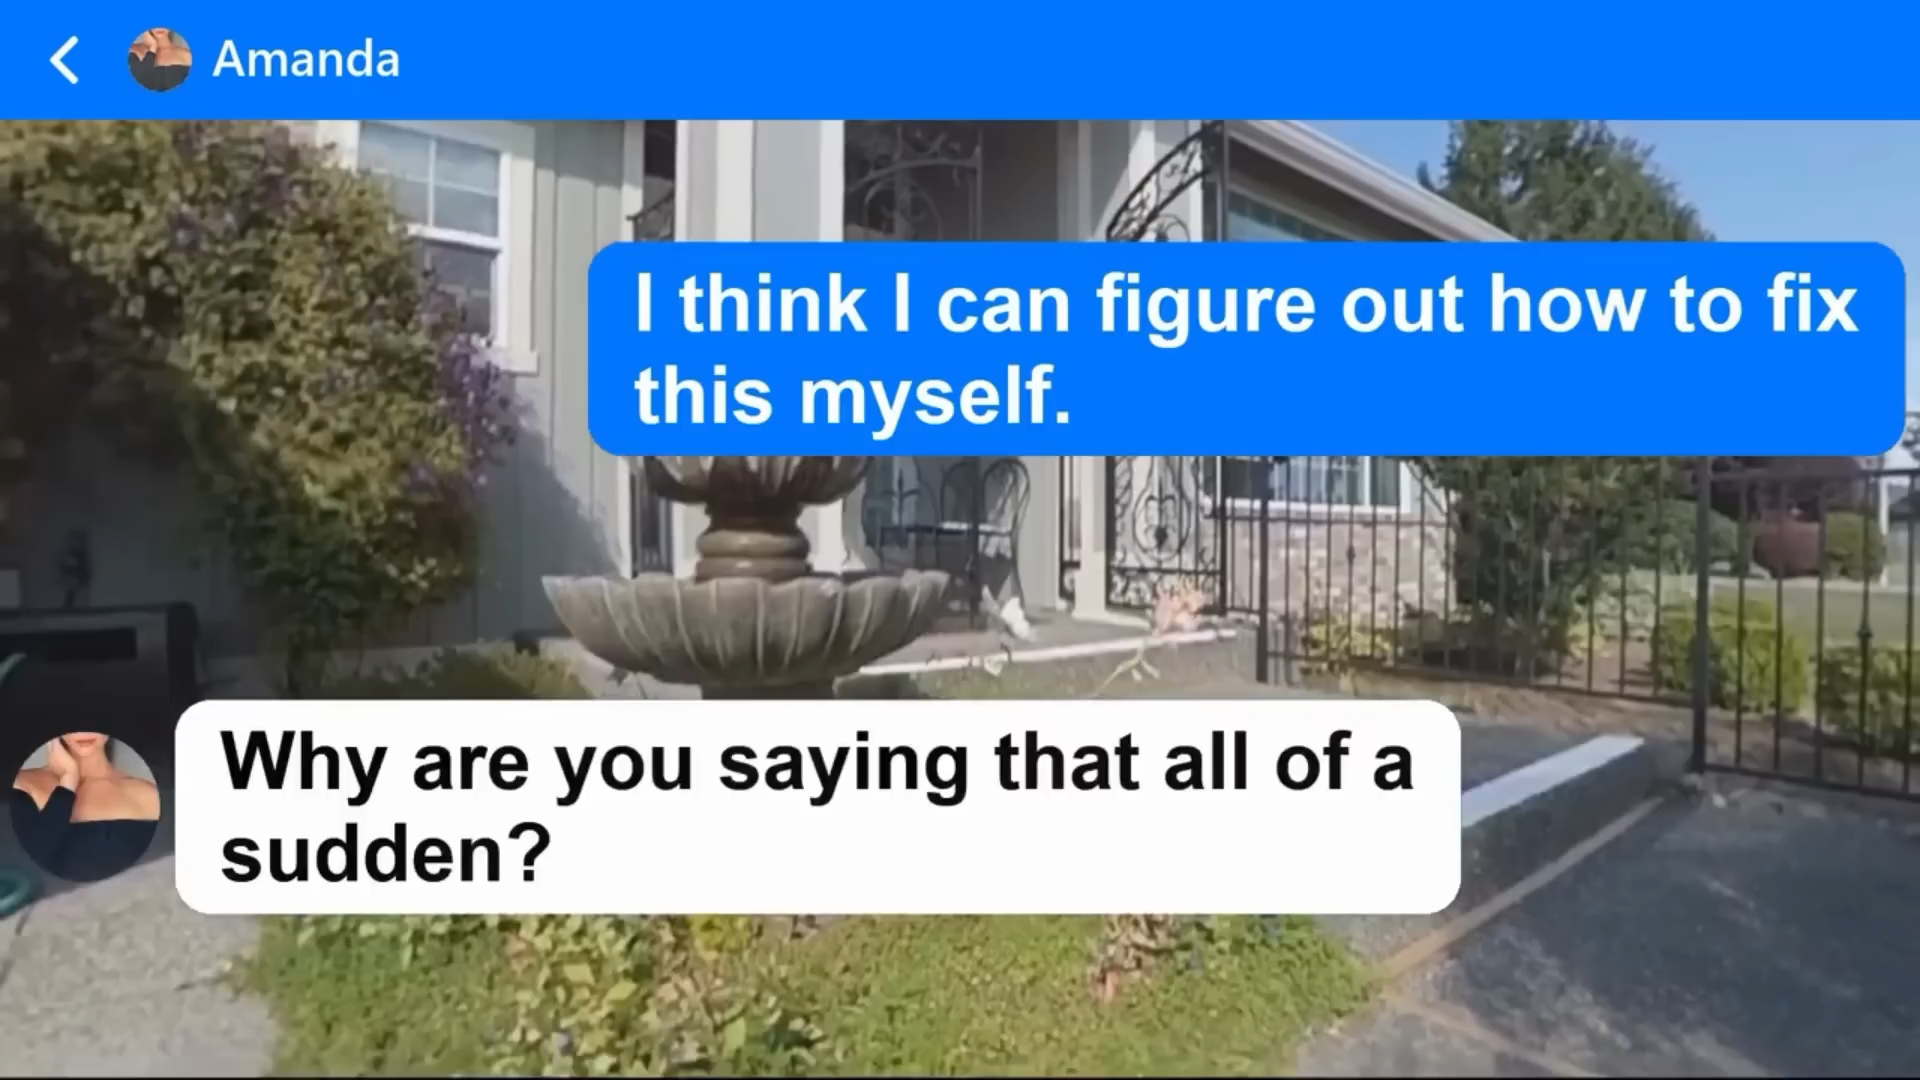 Amanda
I think I can figure out how to fix
this myself.
Why are you saying that all of a
sudden?